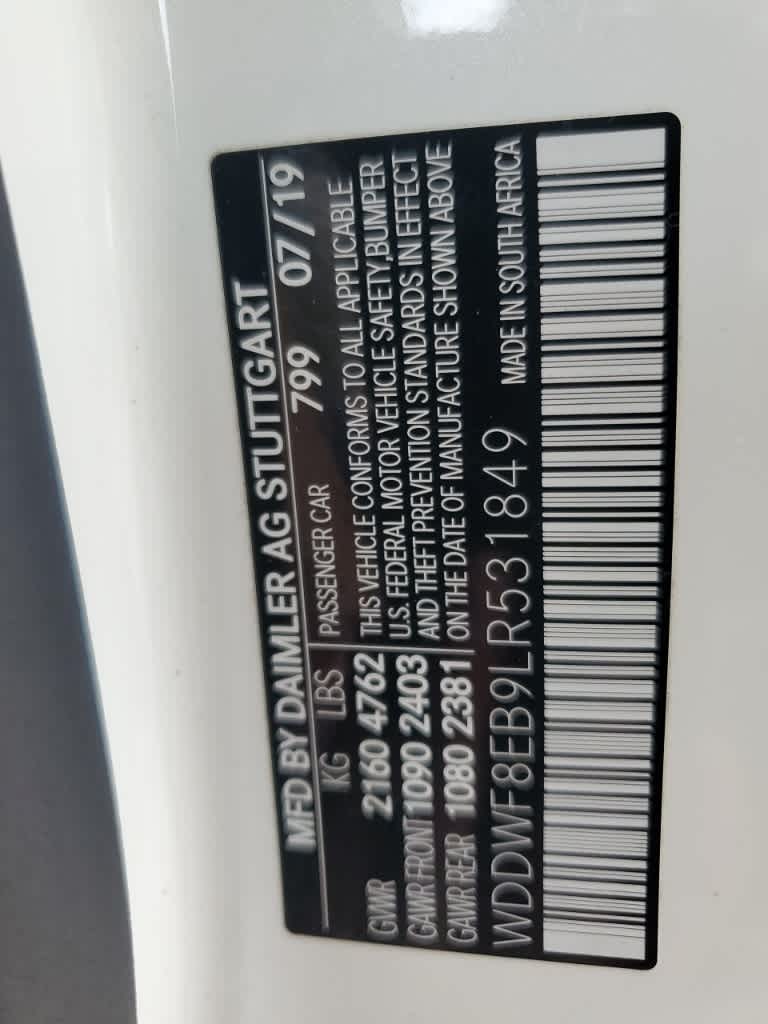 MFD BY DAIMLER AG STUTTGART
KG LBS PASSENGER CAR 799 07/19
GVWR 2160 4762 THIS VEHICLE CONFORMS TO ALL APPLICABLE
GAWR FRONT 1090 2403 U.S. FEDERAL MOTOR VEHICLE SAFETY,BUMPER
GAWR REAR 1080 2381 AND THEFT PREVENTION STANDARDS IN EFFECT
ON THE DATE OF MANUFACTURE SHOWN ABOVE
WDDWF8EB9LR531849 MADE IN SOUTH AFRICA